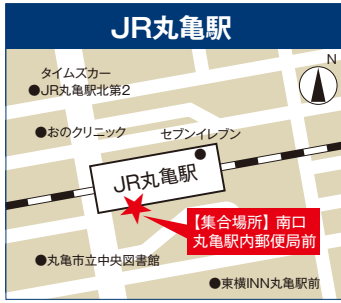 JR丸亀駅
N
タイムズカー
●JR丸亀駅北第2
●おのクリニック
セブンイレブン
JR丸亀駅
【集合場所】南口
丸亀駅内郵便局前
●丸亀市立中央図書館
●東横INN丸亀駅前